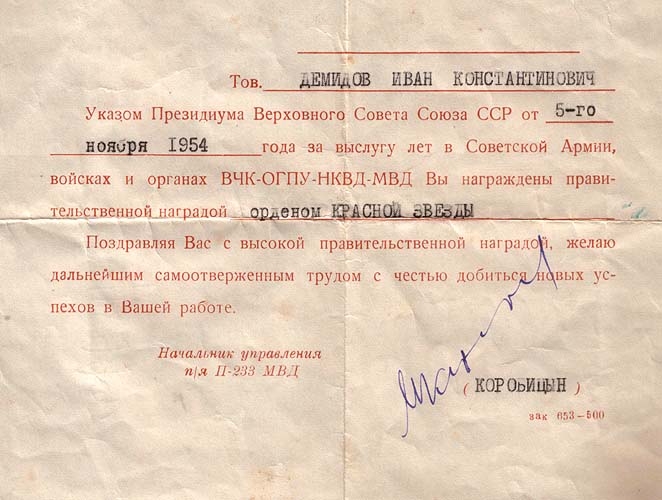 Тов. ДЕМИДОВ ИВАН КОНСТАНТИНОВИЧ
Указом Президиума Верховного Совета Союза ССР от 5-го
ноября 1954 года за выслугу лет в Советской Армии,
войсках и органах ВЧК-ОГПУ-НКВД-МВД Вы награждены прави-
тельственной наградой орденом КРАСНОЙ ЗВЕЗДЫ
Поздравляя Вас с высокой правительственной наградой, желаю
дальнейшим самоотверженным трудом с честью добиться новых ус-
пехов в Вашей работе.
Начальник управления
п/я П-233 МВД
( КОРОБИЦЫН )
зак 653—500